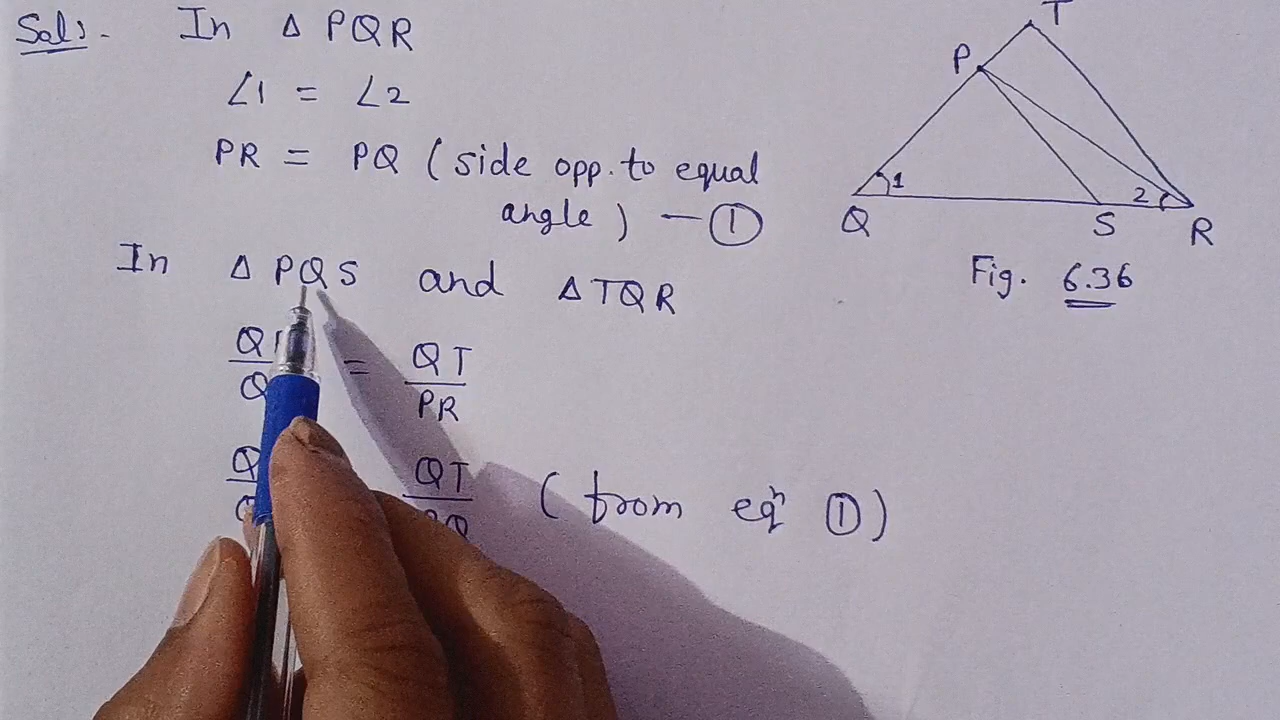 Sol:-  In Δ PQR
∠1 = ∠2
PR = PQ (side opp. to equal
angle) — ①
In Δ PQS and Δ TQR
= QT / PR
QT
(from eqn ①)
T
P
1
2
Q
S
R
Fig. 6.36